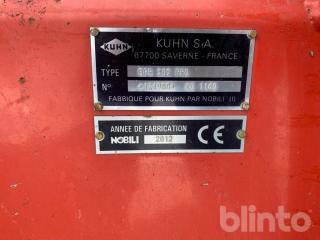 KUHN
KUHN S.A.
67700 SAVERNE - FRANCE
TYPE
N°
FABRIQUE POUR KUHN PAR NOBILI (I)
ANNEE DE FABRICATION
NOBILI 2012 CE
blinto